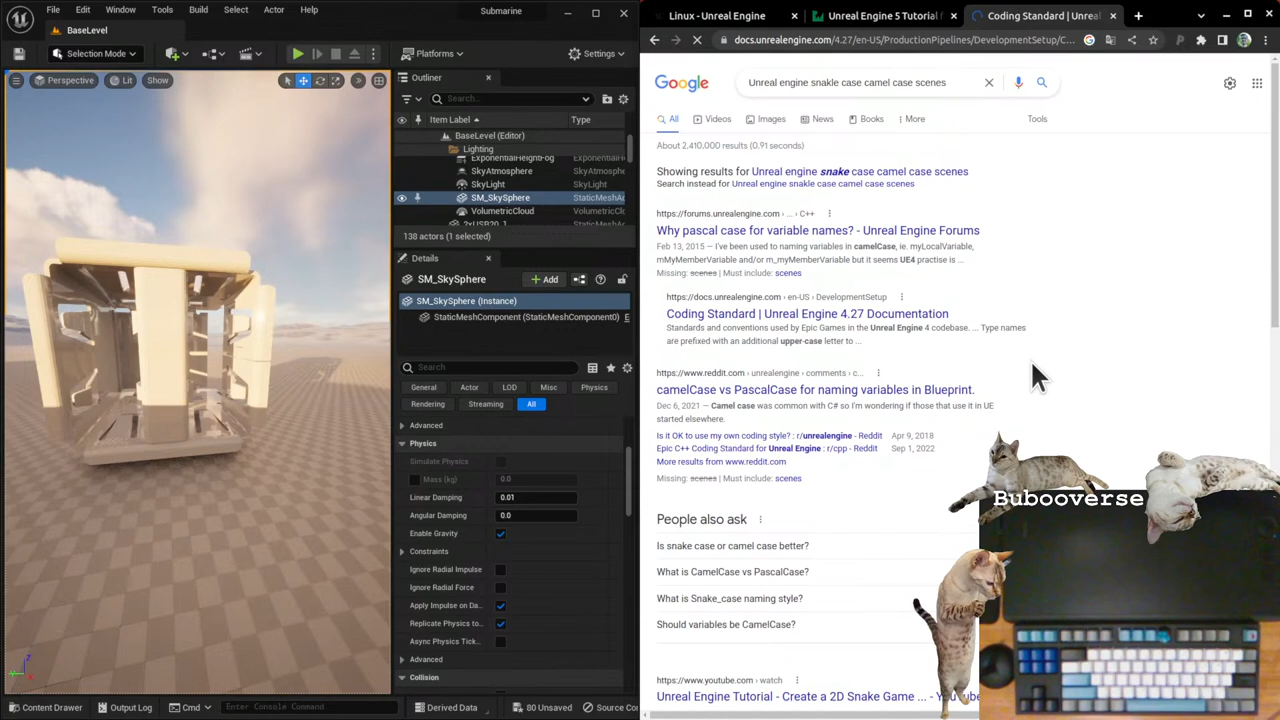 File
Edit
Window
Tools
Build
Select
Actor
Help
Submarine
BaseLevel
Selection Mode
Platforms
Settings
Perspective
Lit
Show
Outliner
Search...
Item Label
Type
BaseLevel (Editor)
Lighting
ExponentialHeightFog
SkyAtmosphere
SkyAtmosphe
SkyLight
SkyLight
SM_SkySphere
StaticMeshAc
VolumetricCloud
VolumetricClo
138 actors (1 selected)
Details
SM_SkySphere
Add
SM_SkySphere (Instance)
StaticMeshComponent (StaticMeshComponent0)
E
Search
General
Actor
LOD
Misc
Physics
Rendering
Streaming
All
Advanced
Physics
Simulate Physics
Mass (kg)
0.0
Linear Damping
0.01
Angular Damping
0.0
Enable Gravity
Constraints
Ignore Radial Impulse
Ignore Radial Force
Apply Impulse on Da...
Replicate Physics to...
Async Physics Tick...
Advanced
Collision
Content Drawer
Output Log
Cmd
Enter Console Command
Derived Data
80 Unsaved
Source Co
Linux - Unreal Engine
Unreal Engine 5 Tutorial f
Coding Standard | Unreal
docs.unrealengine.com/4.27/en-US/ProductionPipelines/DevelopmentSetup/C...
Google
Unreal engine snakle case camel case scenes
All
Videos
Images
News
Books
More
Tools
About 2,410,000 results (0.91 seconds)
Showing results for Unreal engine snake case camel case scenes
Search instead for Unreal engine snakle case camel case scenes
https://forums.unrealengine.com › ... › C++
Why pascal case for variable names? - Unreal Engine Forums
Feb 13, 2015 — I've been used to naming variables in camelCase, ie. myLocalVariable,
mMyMemberVariable and/or m_myMemberVariable but it seems UE4 practise is ...
Missing: scenes | Must include: scenes
https://docs.unrealengine.com › en-US › DevelopmentSetup
Coding Standard | Unreal Engine 4.27 Documentation
Standards and conventions used by Epic Games in the Unreal Engine 4 codebase. ... Type names
are prefixed with an additional upper-case letter to ...
https://www.reddit.com › unrealengine › comments › c...
camelCase vs PascalCase for naming variables in Blueprint.
Dec 6, 2021 — Camel case was common with C# so I'm wondering if those that use it in UE
started elsewhere.
Is it OK to use my own coding style? : r/unrealengine - Reddit
Apr 9, 2018
Epic C++ Coding Standard for Unreal Engine : r/cpp - Reddit
Sep 1, 2022
More results from www.reddit.com
Missing: scenes | Must include: scenes
People also ask
Is snake case or camel case better?
What is CamelCase vs PascalCase?
What is Snake_case naming style?
Should variables be CamelCase?
https://www.youtube.com › watch
Unreal Engine Tutorial - Create a 2D Snake Game ... - YouTube
Bubooverse